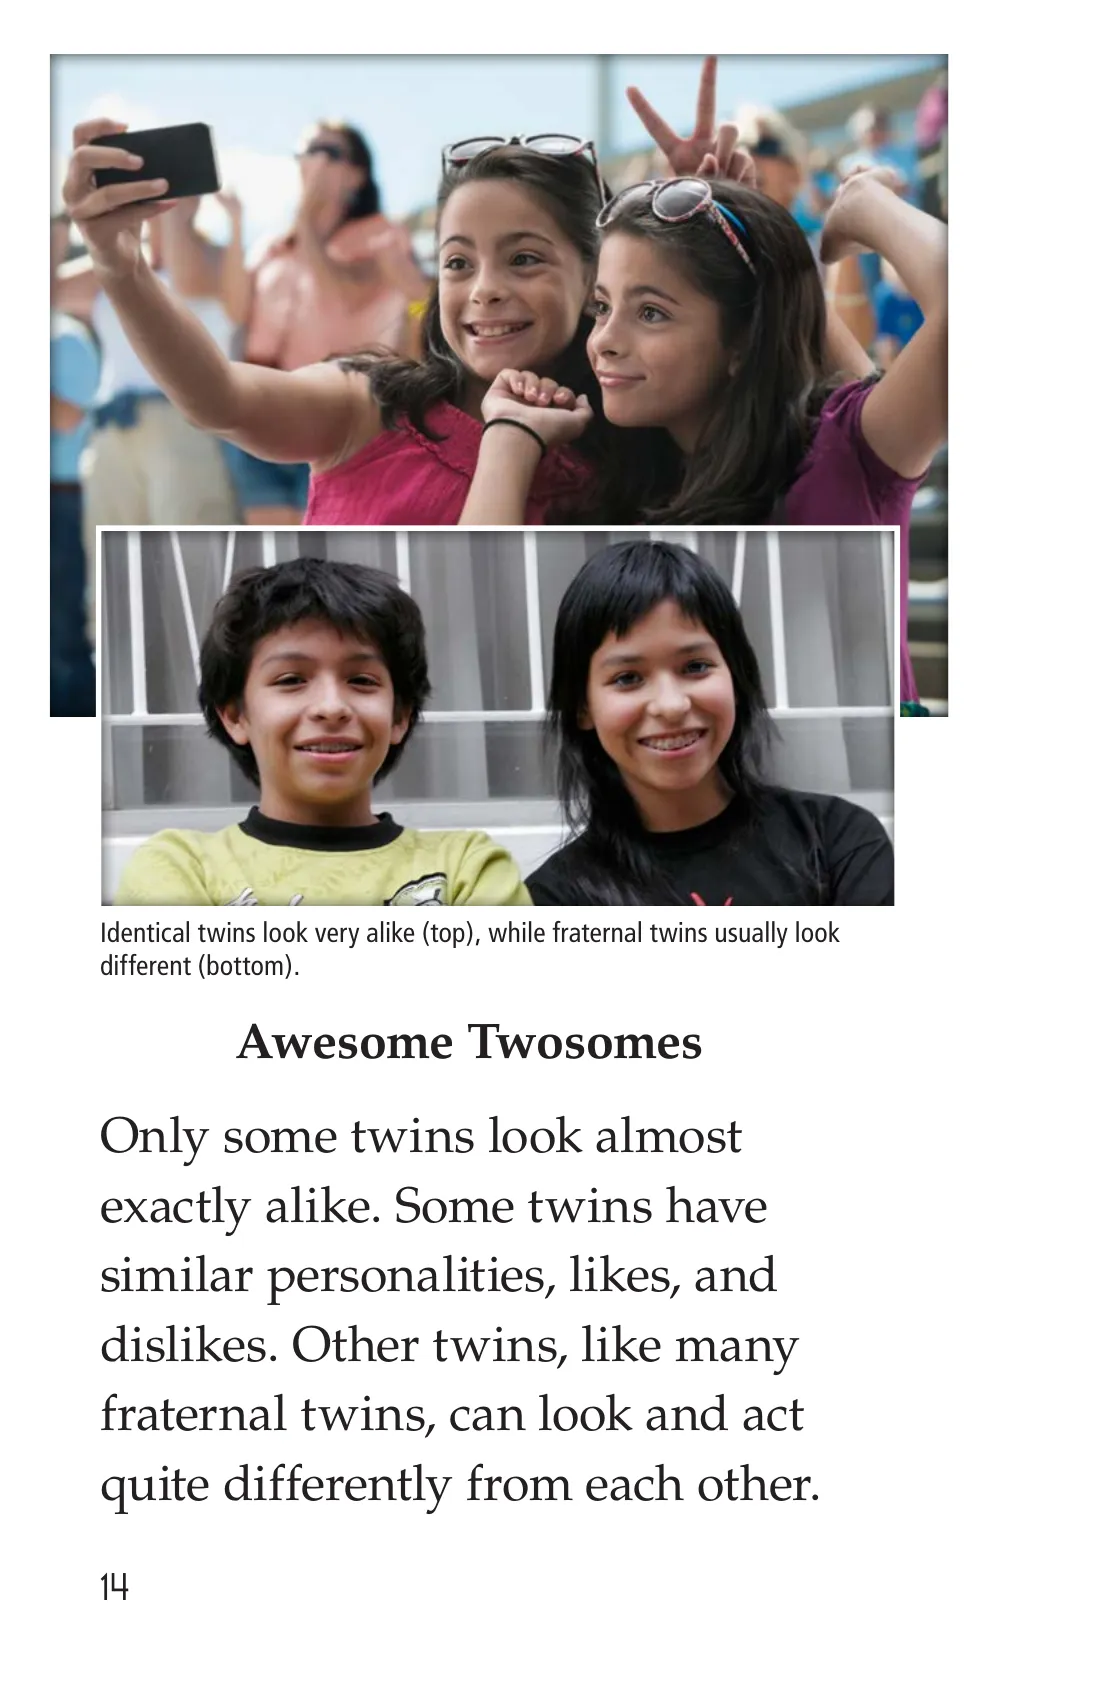 Identical twins look very alike (top), while fraternal twins usually look
different (bottom).
Awesome Twosomes
Only some twins look almost
exactly alike. Some twins have
similar personalities, likes, and
dislikes. Other twins, like many
fraternal twins, can look and act
quite differently from each other.
14